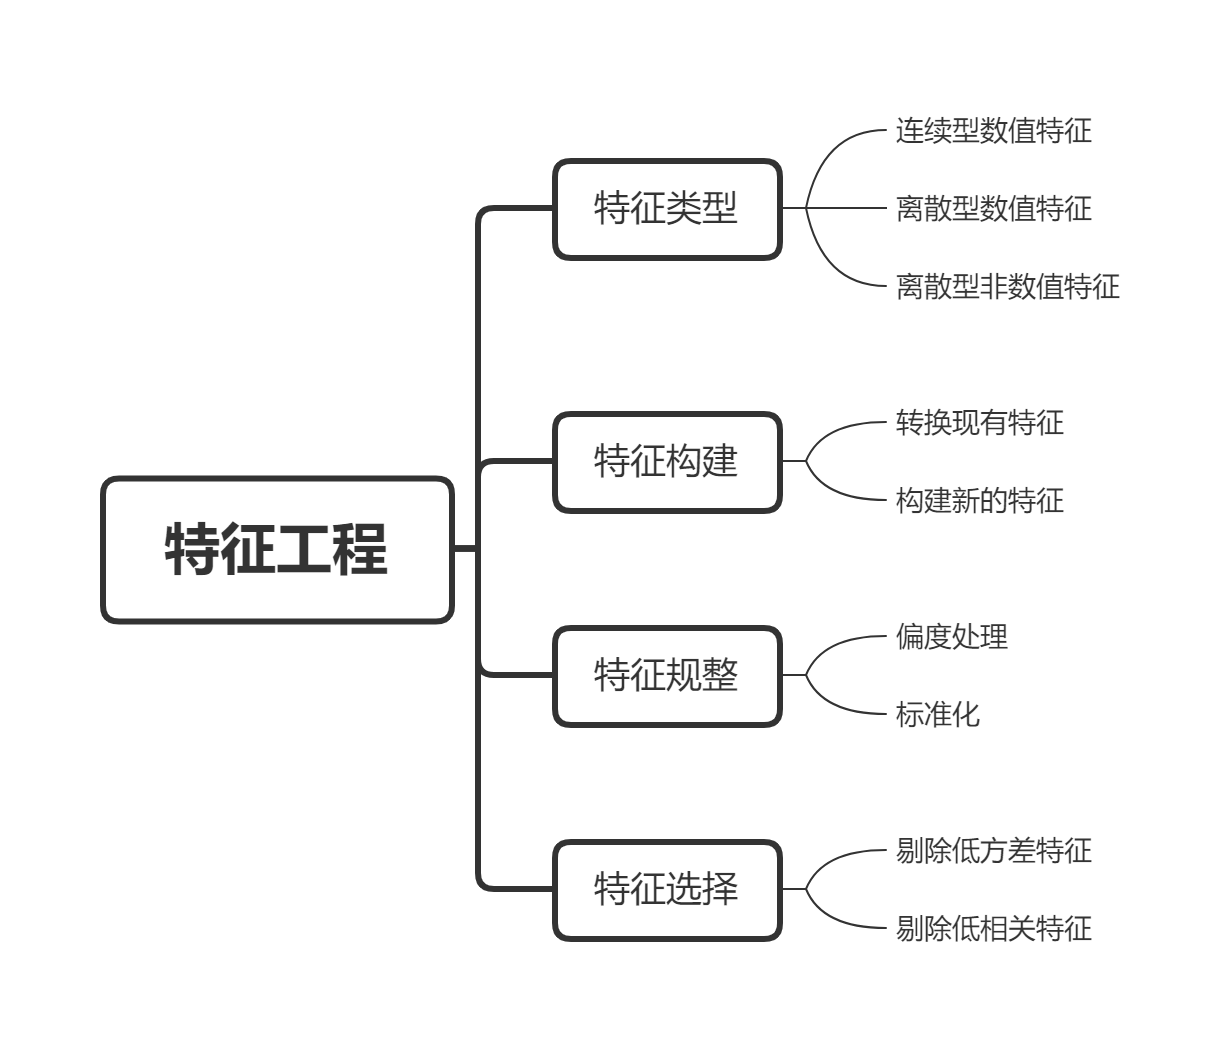 特征工程
特征类型
连续型数值特征
离散型数值特征
离散型非数值特征
特征构建
转换现有特征
构建新的特征
特征规整
偏度处理
标准化
特征选择
剔除低方差特征
剔除低相关特征